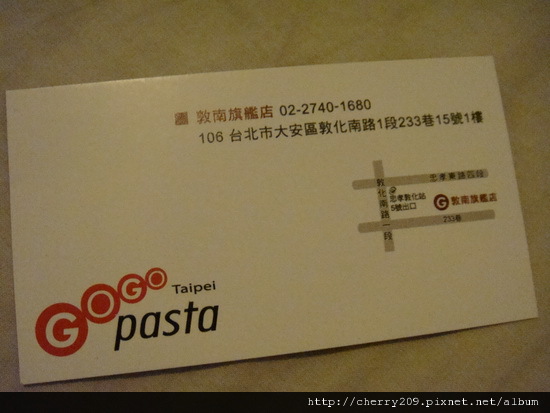 敦南旗艦店 02-2740-1680
106 台北市大安區敦化南路1段233巷15號1樓
忠孝東路四段
敦化南路一段
忠孝敦化站
5號出口
G 敦南旗艦店
233巷
GOGO Taipei
pasta
http://cherry209.pixnet.net/album